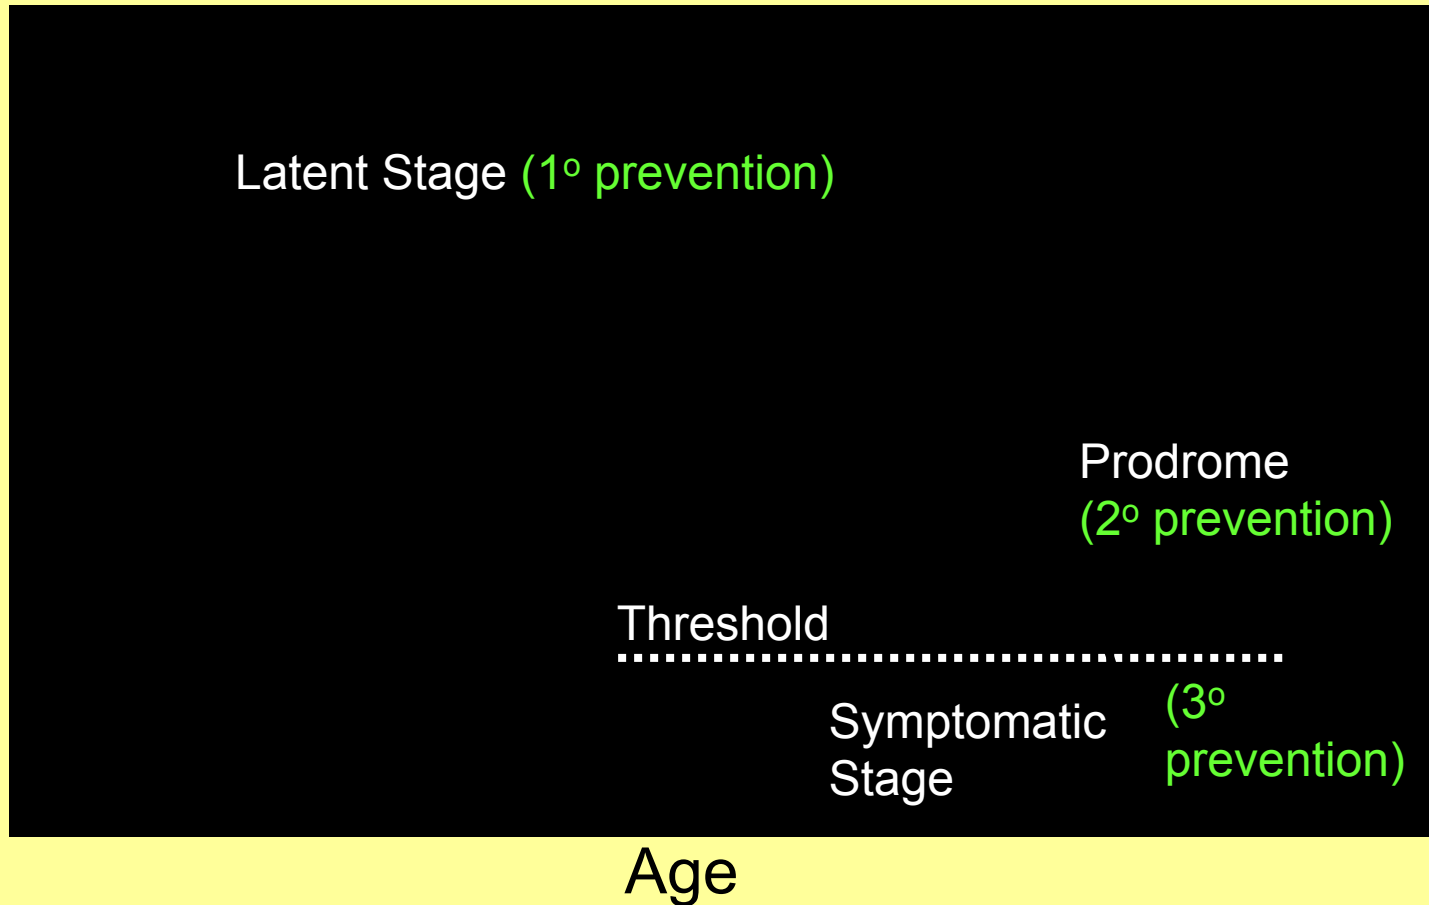 Latent Stage (1º prevention)
Prodrome
(2º prevention)
Threshold
Symptomatic
Stage
(3º
prevention)
Age